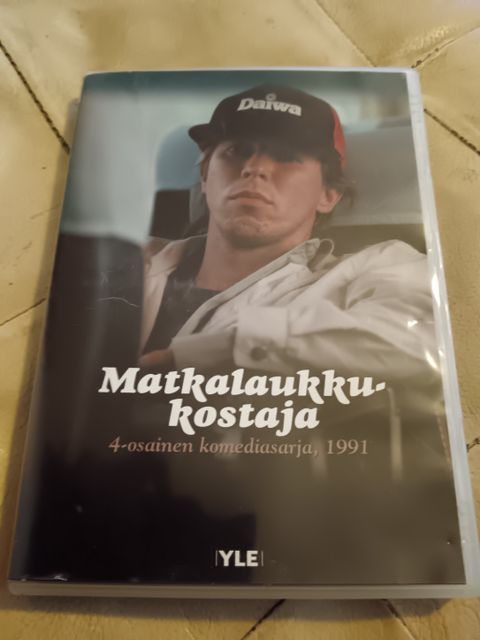 Daiwa
Matkalaukku-
kostaja
4-osainen komediasarja, 1991
YLE